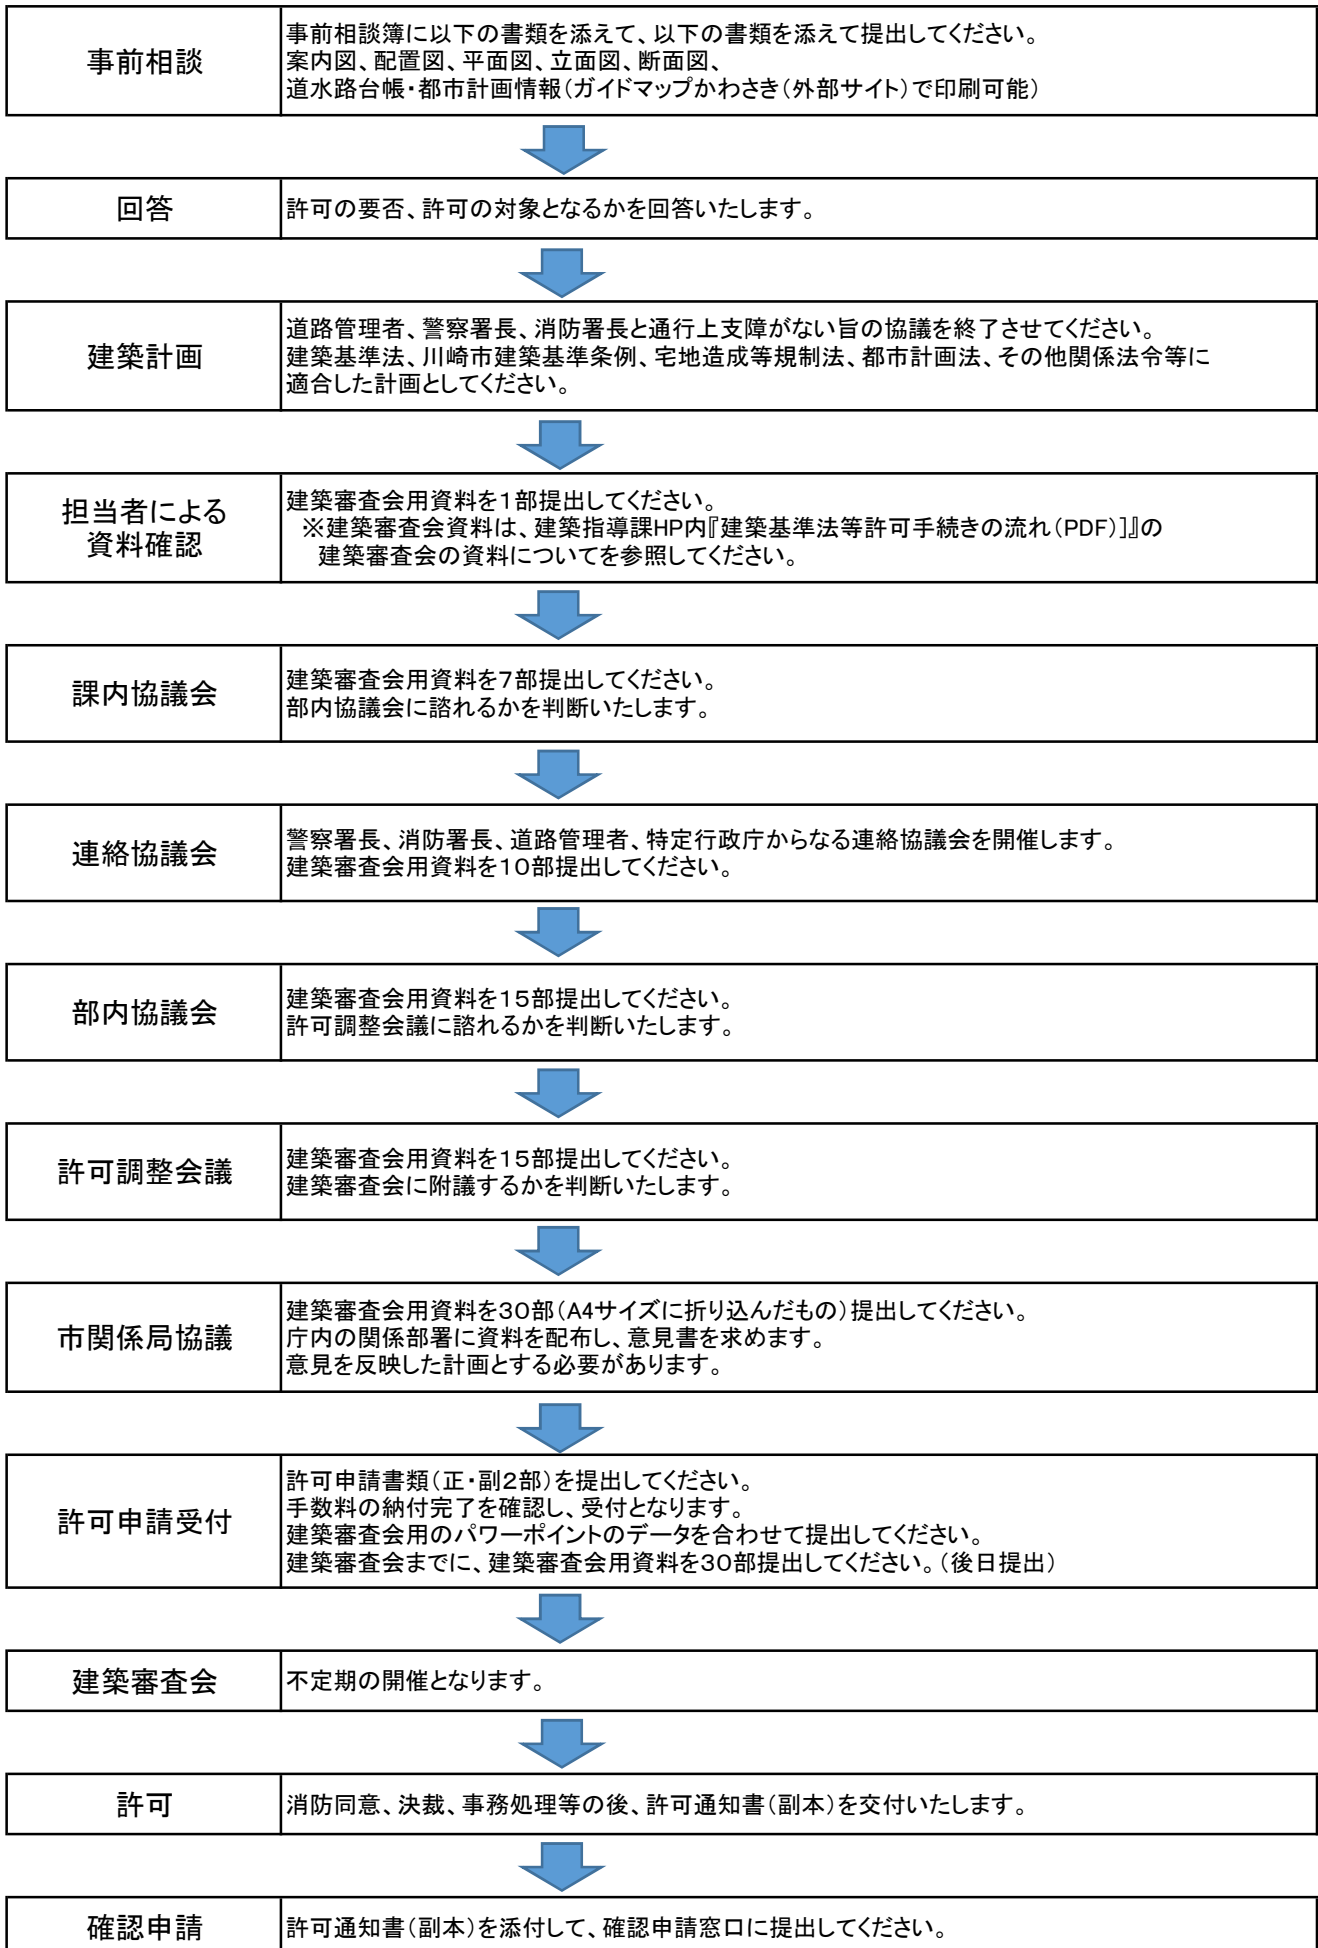 事前相談
事前相談簿に以下の書類を添えて、以下の書類を添えて提出してください。
案内図、配置図、平面図、立面図、断面図、
道水路台帳・都市計画情報（ガイドマップかわさき（外部サイト）で印刷可能）
回答
許可の要否、許可の対象となるかを回答いたします。
建築計画
道路管理者、警察署長、消防署長と通行上支障がない旨の協議を終了させてください。
建築基準法、川崎市建築基準条例、宅地造成等規制法、都市計画法、その他関係法令等に
適合した計画としてください。
担当者による
資料確認
建築審査会用資料を１部提出してください。
※建築審査会資料は、建築指導課HP内『建築基準法等許可手続きの流れ（PDF）]』の
建築審査会の資料についてを参照してください。
課内協議会
建築審査会用資料を７部提出してください。
部内協議会に諮れるかを判断いたします。
連絡協議会
警察署長、消防署長、道路管理者、特定行政庁からなる連絡協議会を開催します。
建築審査会用資料を１０部提出してください。
部内協議会
建築審査会用資料を１５部提出してください。
許可調整会議に諮れるかを判断いたします。
許可調整会議
建築審査会用資料を１５部提出してください。
建築審査会に附議するかを判断いたします。
市関係局協議
建築審査会用資料を３０部（A4サイズに折り込んだもの）提出してください。
庁内の関係部署に資料を配布し、意見書を求めます。
意見を反映した計画とする必要があります。
許可申請受付
許可申請書類（正・副２部）を提出してください。
手数料の納付完了を確認し、受付となります。
建築審査会用のパワーポイントのデータを合わせて提出してください。
建築審査会までに、建築審査会用資料を３０部提出してください。（後日提出）
建築審査会
不定期の開催となります。
許可
消防同意、決裁、事務処理等の後、許可通知書（副本）を交付いたします。
確認申請
許可通知書（副本）を添付して、確認申請窓口に提出してください。